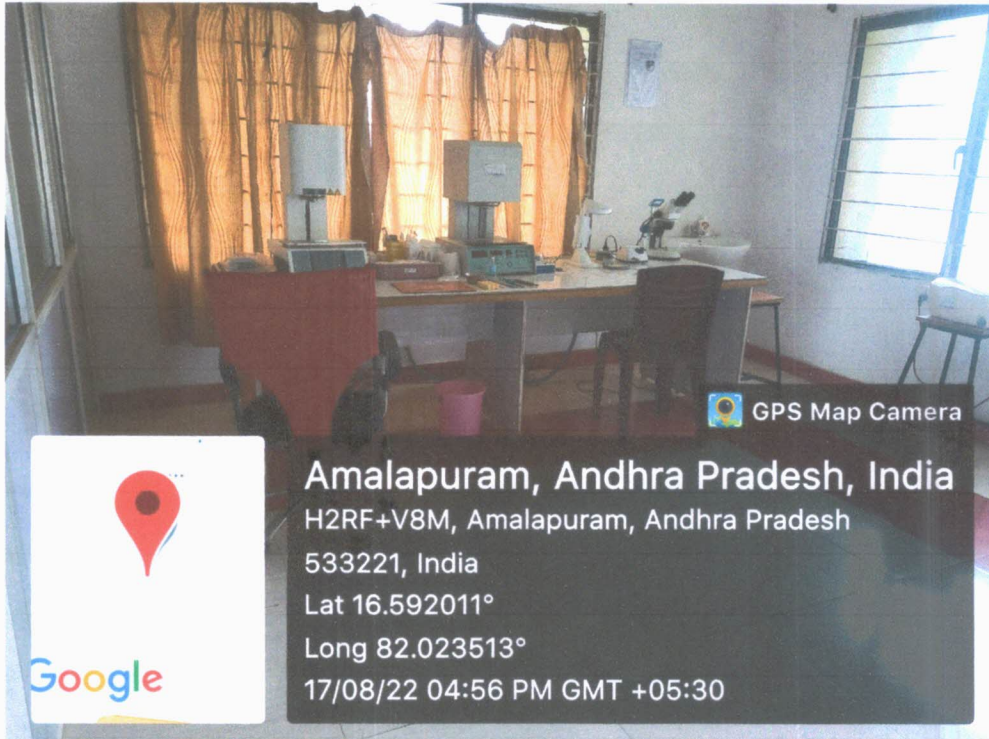 GPS Map Camera
Amalapuram, Andhra Pradesh, India
H2RF+V8M, Amalapuram, Andhra Pradesh
533221, India
Lat 16.592011°
Long 82.023513°
17/08/22 04:56 PM GMT +05:30
Google